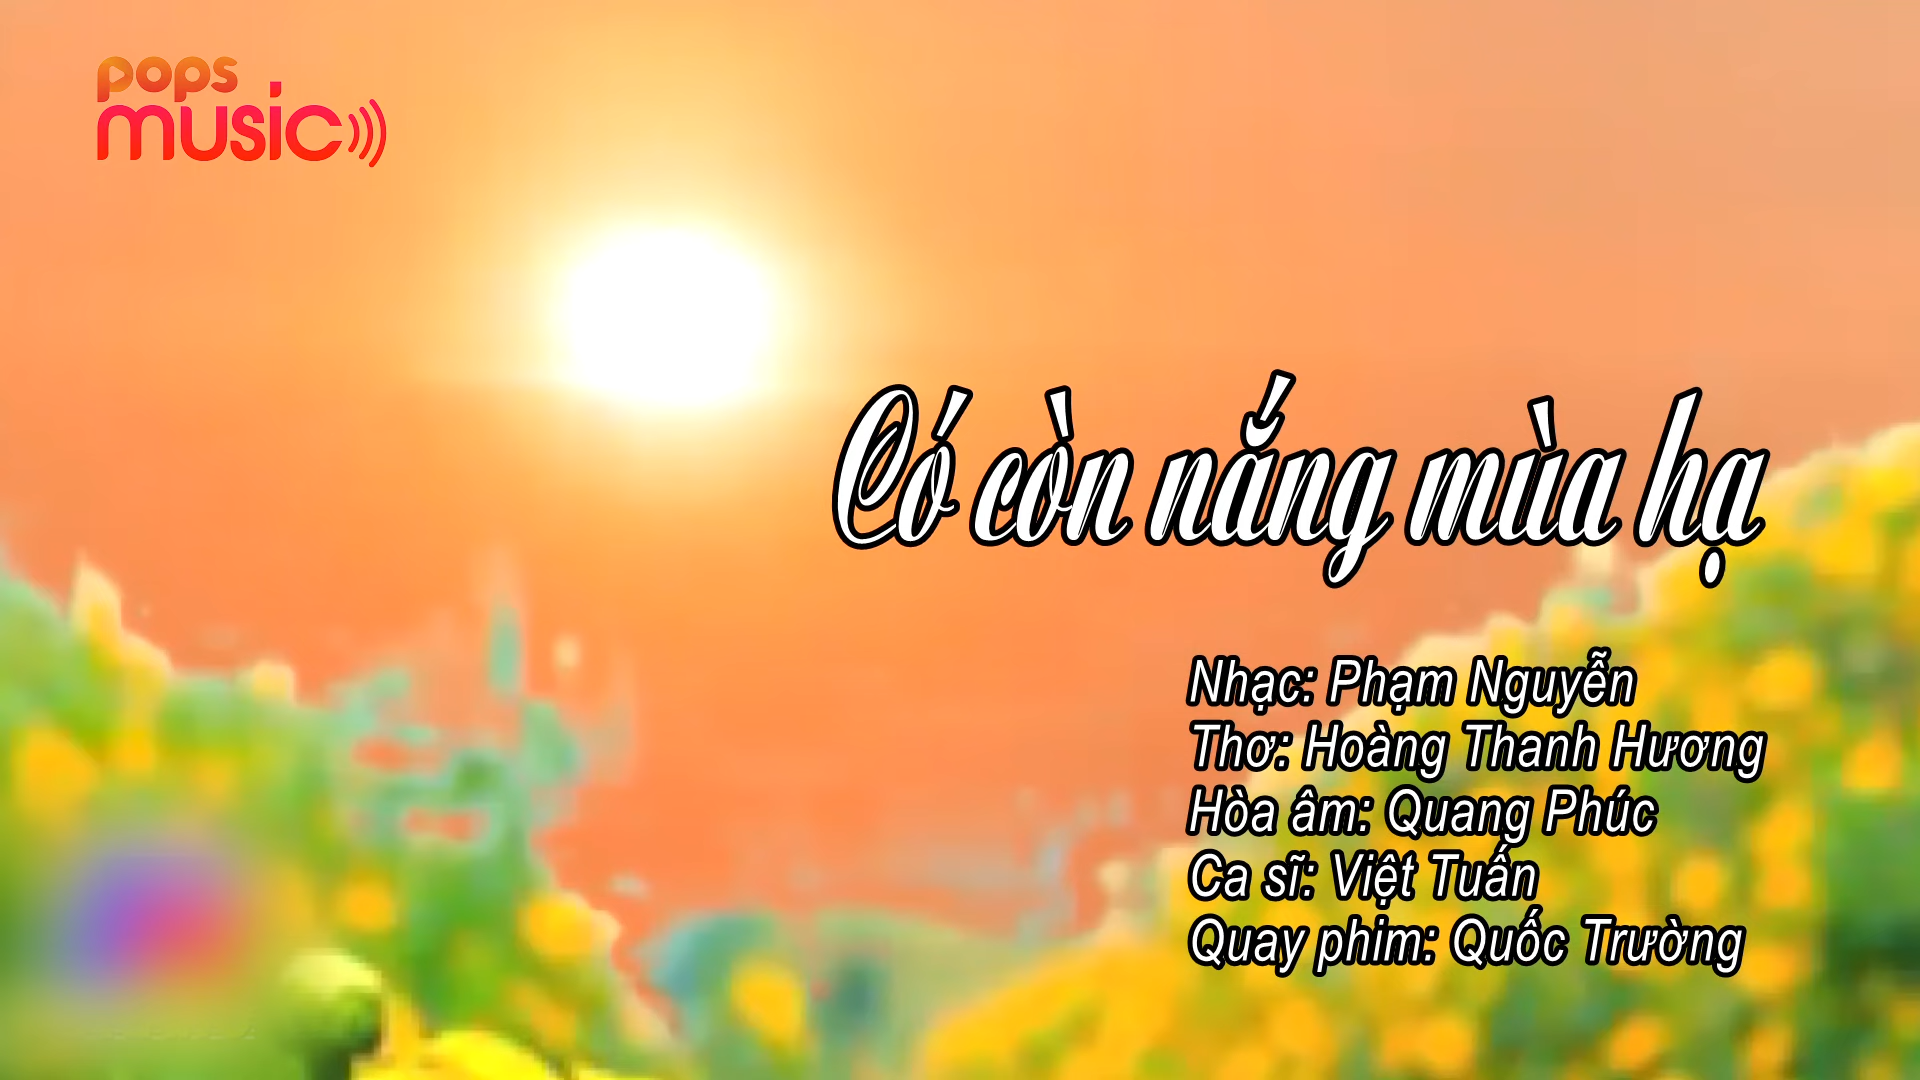 pops
music
Có còn nắng mùa hạ
Nhạc: Phạm Nguyễn
Thơ: Hoàng Thanh Hương
Hòa âm: Quang Phúc
Ca sĩ: Việt Tuấn
Quay phim: Quốc Trường